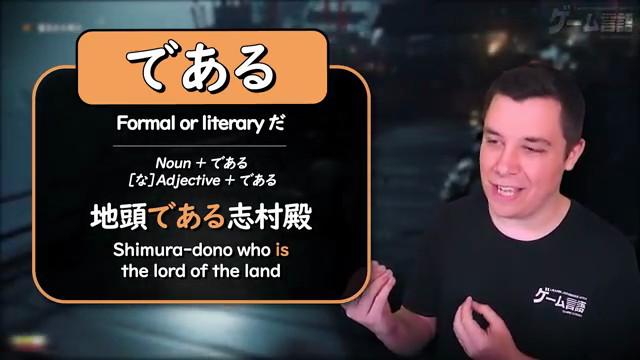 ゲーム言語
である
Formal or literary だ
Noun + である
[な]Adjective + である
地頭である志村殿
Shimura-dono who is
the lord of the land
ゲーム言語